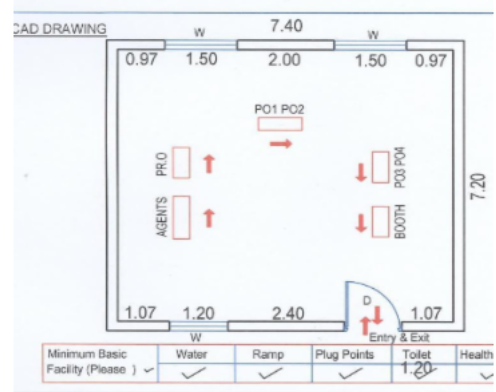 CAD DRAWING
W 7.40 W
0.97 1.50 2.00 1.50 0.97
PO1 PO2
PR.O
PO3 PO4
7.20
AGENTS
BOOTH
1.07 1.20 2.40 D 1.07
W Entry & Exit
Minimum Basic Water Ramp Plug Points Toilet Health
Facility (Please ) 1.20